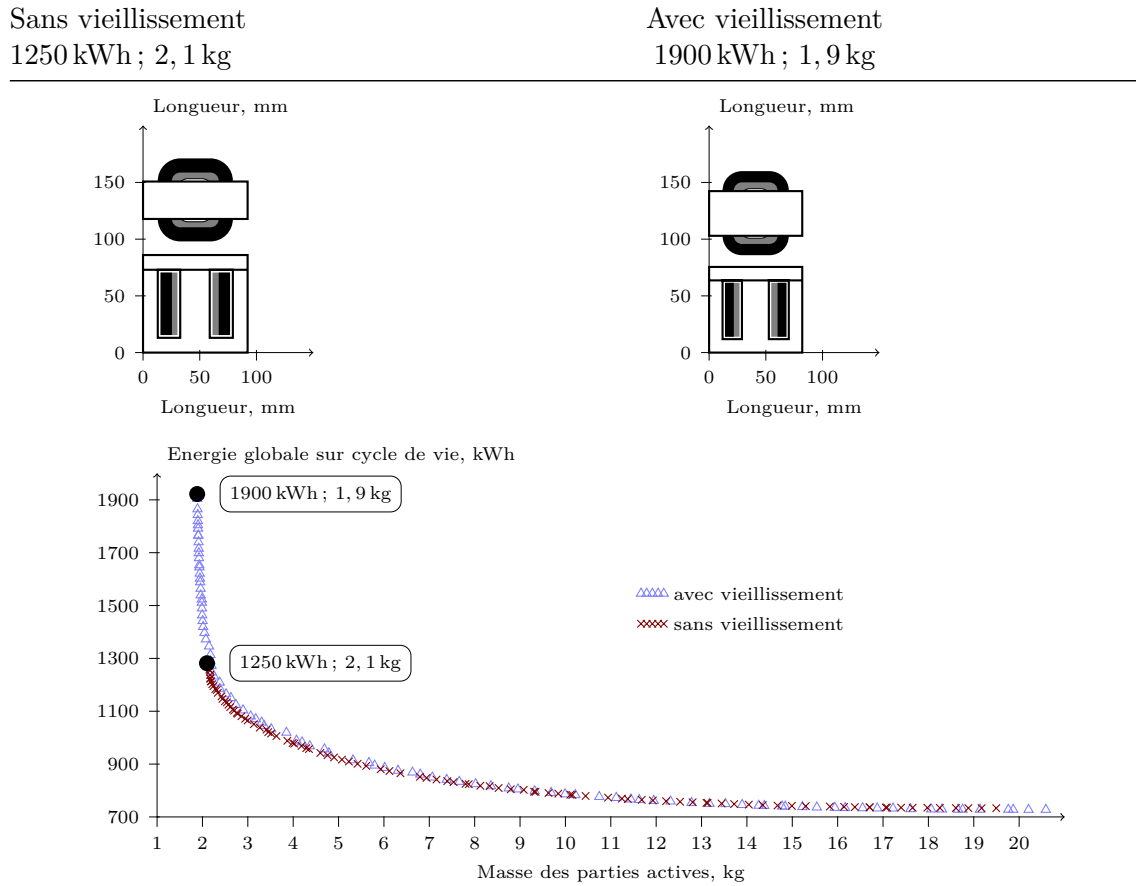 Sans vieillissement Avec vieillissement
1250 kWh ; 2, 1 kg 1900 kWh ; 1, 9 kg
Longueur, mm Longueur, mm
150 150
100 100
50 50
0 0
0 50 100 0 50 100
Longueur, mm Longueur, mm
Energie globale sur cycle de vie, kWh
1900 1900 kWh ; 1, 9 kg
1700
1500 avec vieillissement
sans vieillissement
1300 1250 kWh ; 2, 1 kg
1100
900
700
1 2 3 4 5 6 7 8 9 10 11 12 13 14 15 16 17 18 19 20
Masse des parties actives, kg